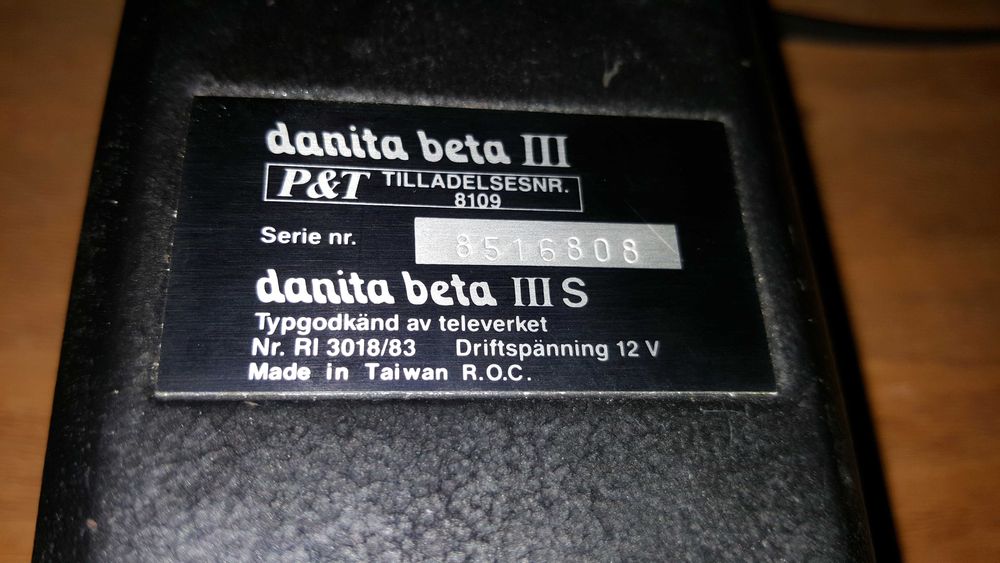 danita beta III
P&T TILLADELSESNR.
8109
Serie nr. 8516808
danita beta III S
Typgodkänd av televerket
Nr. RI 3018/83 Driftspänning 12 V
Made in Taiwan R.O.C.